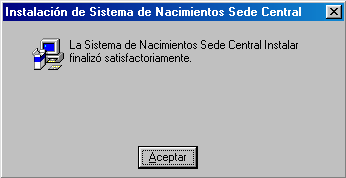 Instalación de Sistema de Nacimientos Sede Central
La Sistema de Nacimientos Sede Central Instalar
finalizó satisfactoriamente.
Aceptar